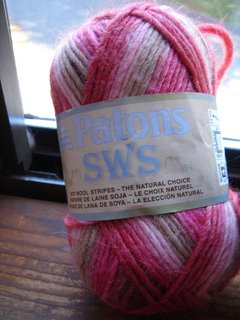 Patons
SWS
SOY WOOL STRIPES – THE NATURAL CHOICE
DE LAINE SOJA – LE CHOIX NATUREL
DE LANA DE SOYA – LA ELECCIÓN NATURAL